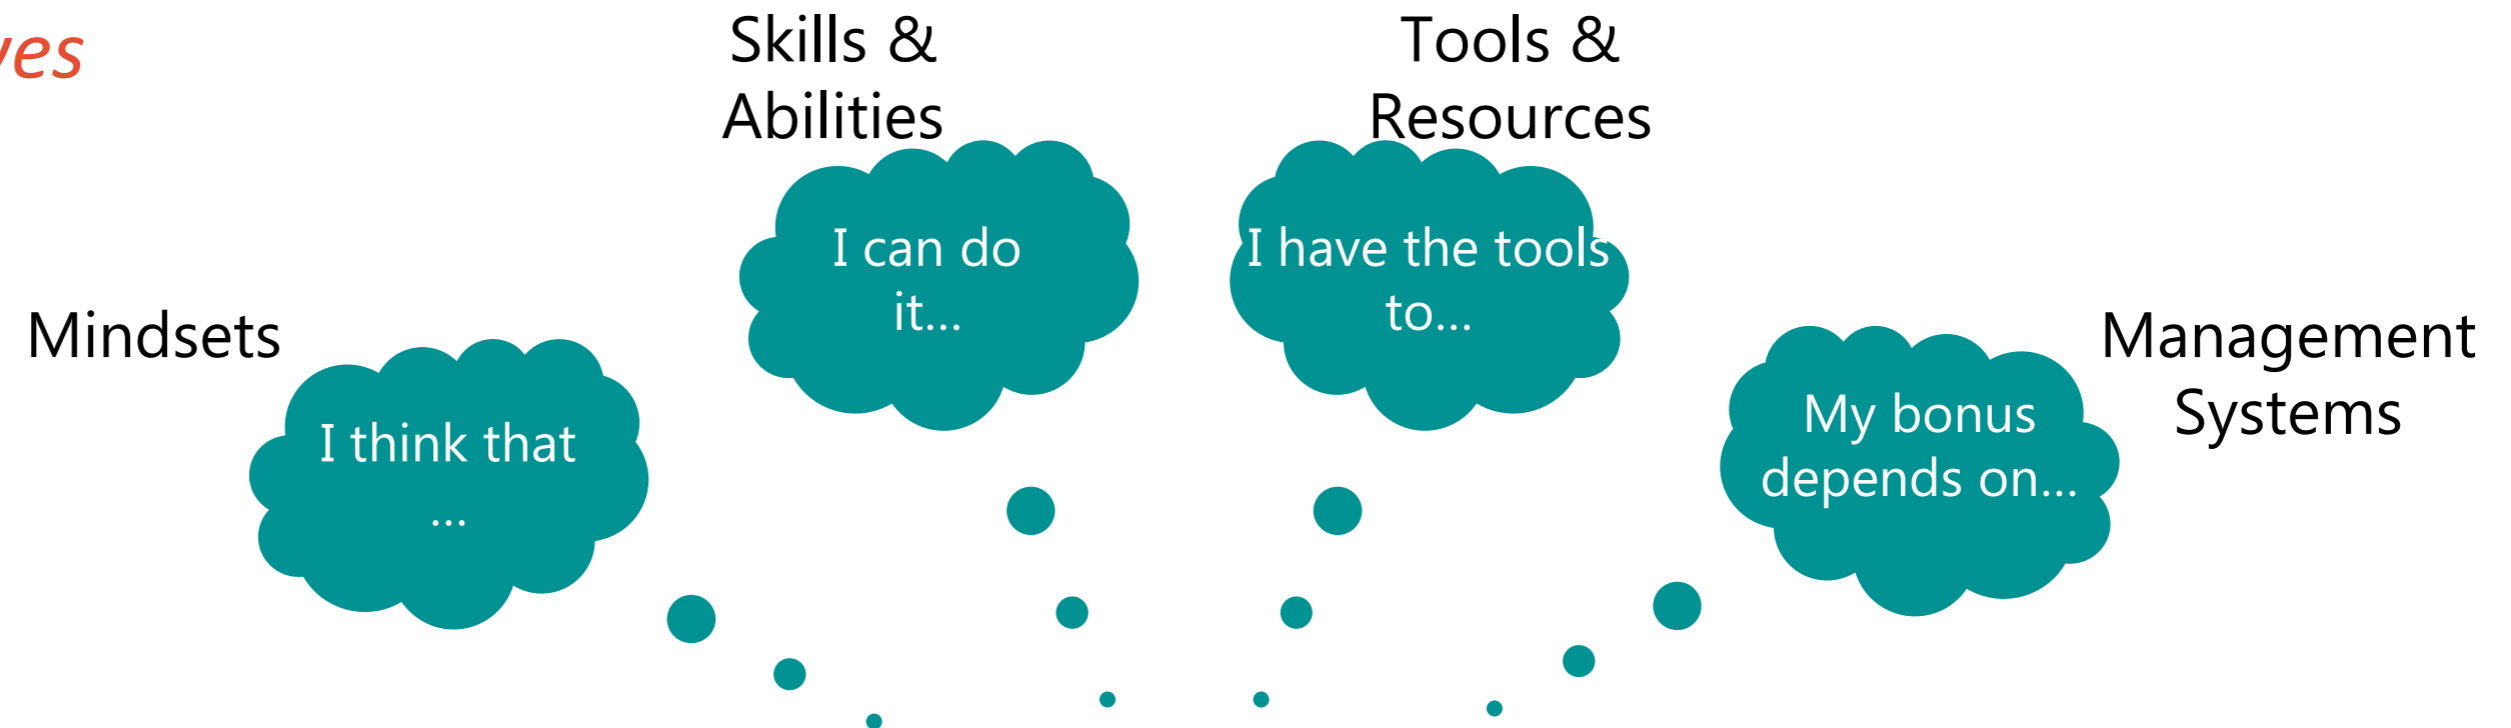 Skills &
Abilities
Tools &
Resources
I can do
it...
I have the tools
to...
Mindsets
I think that
...
Management
Systems
My bonus
depends on...